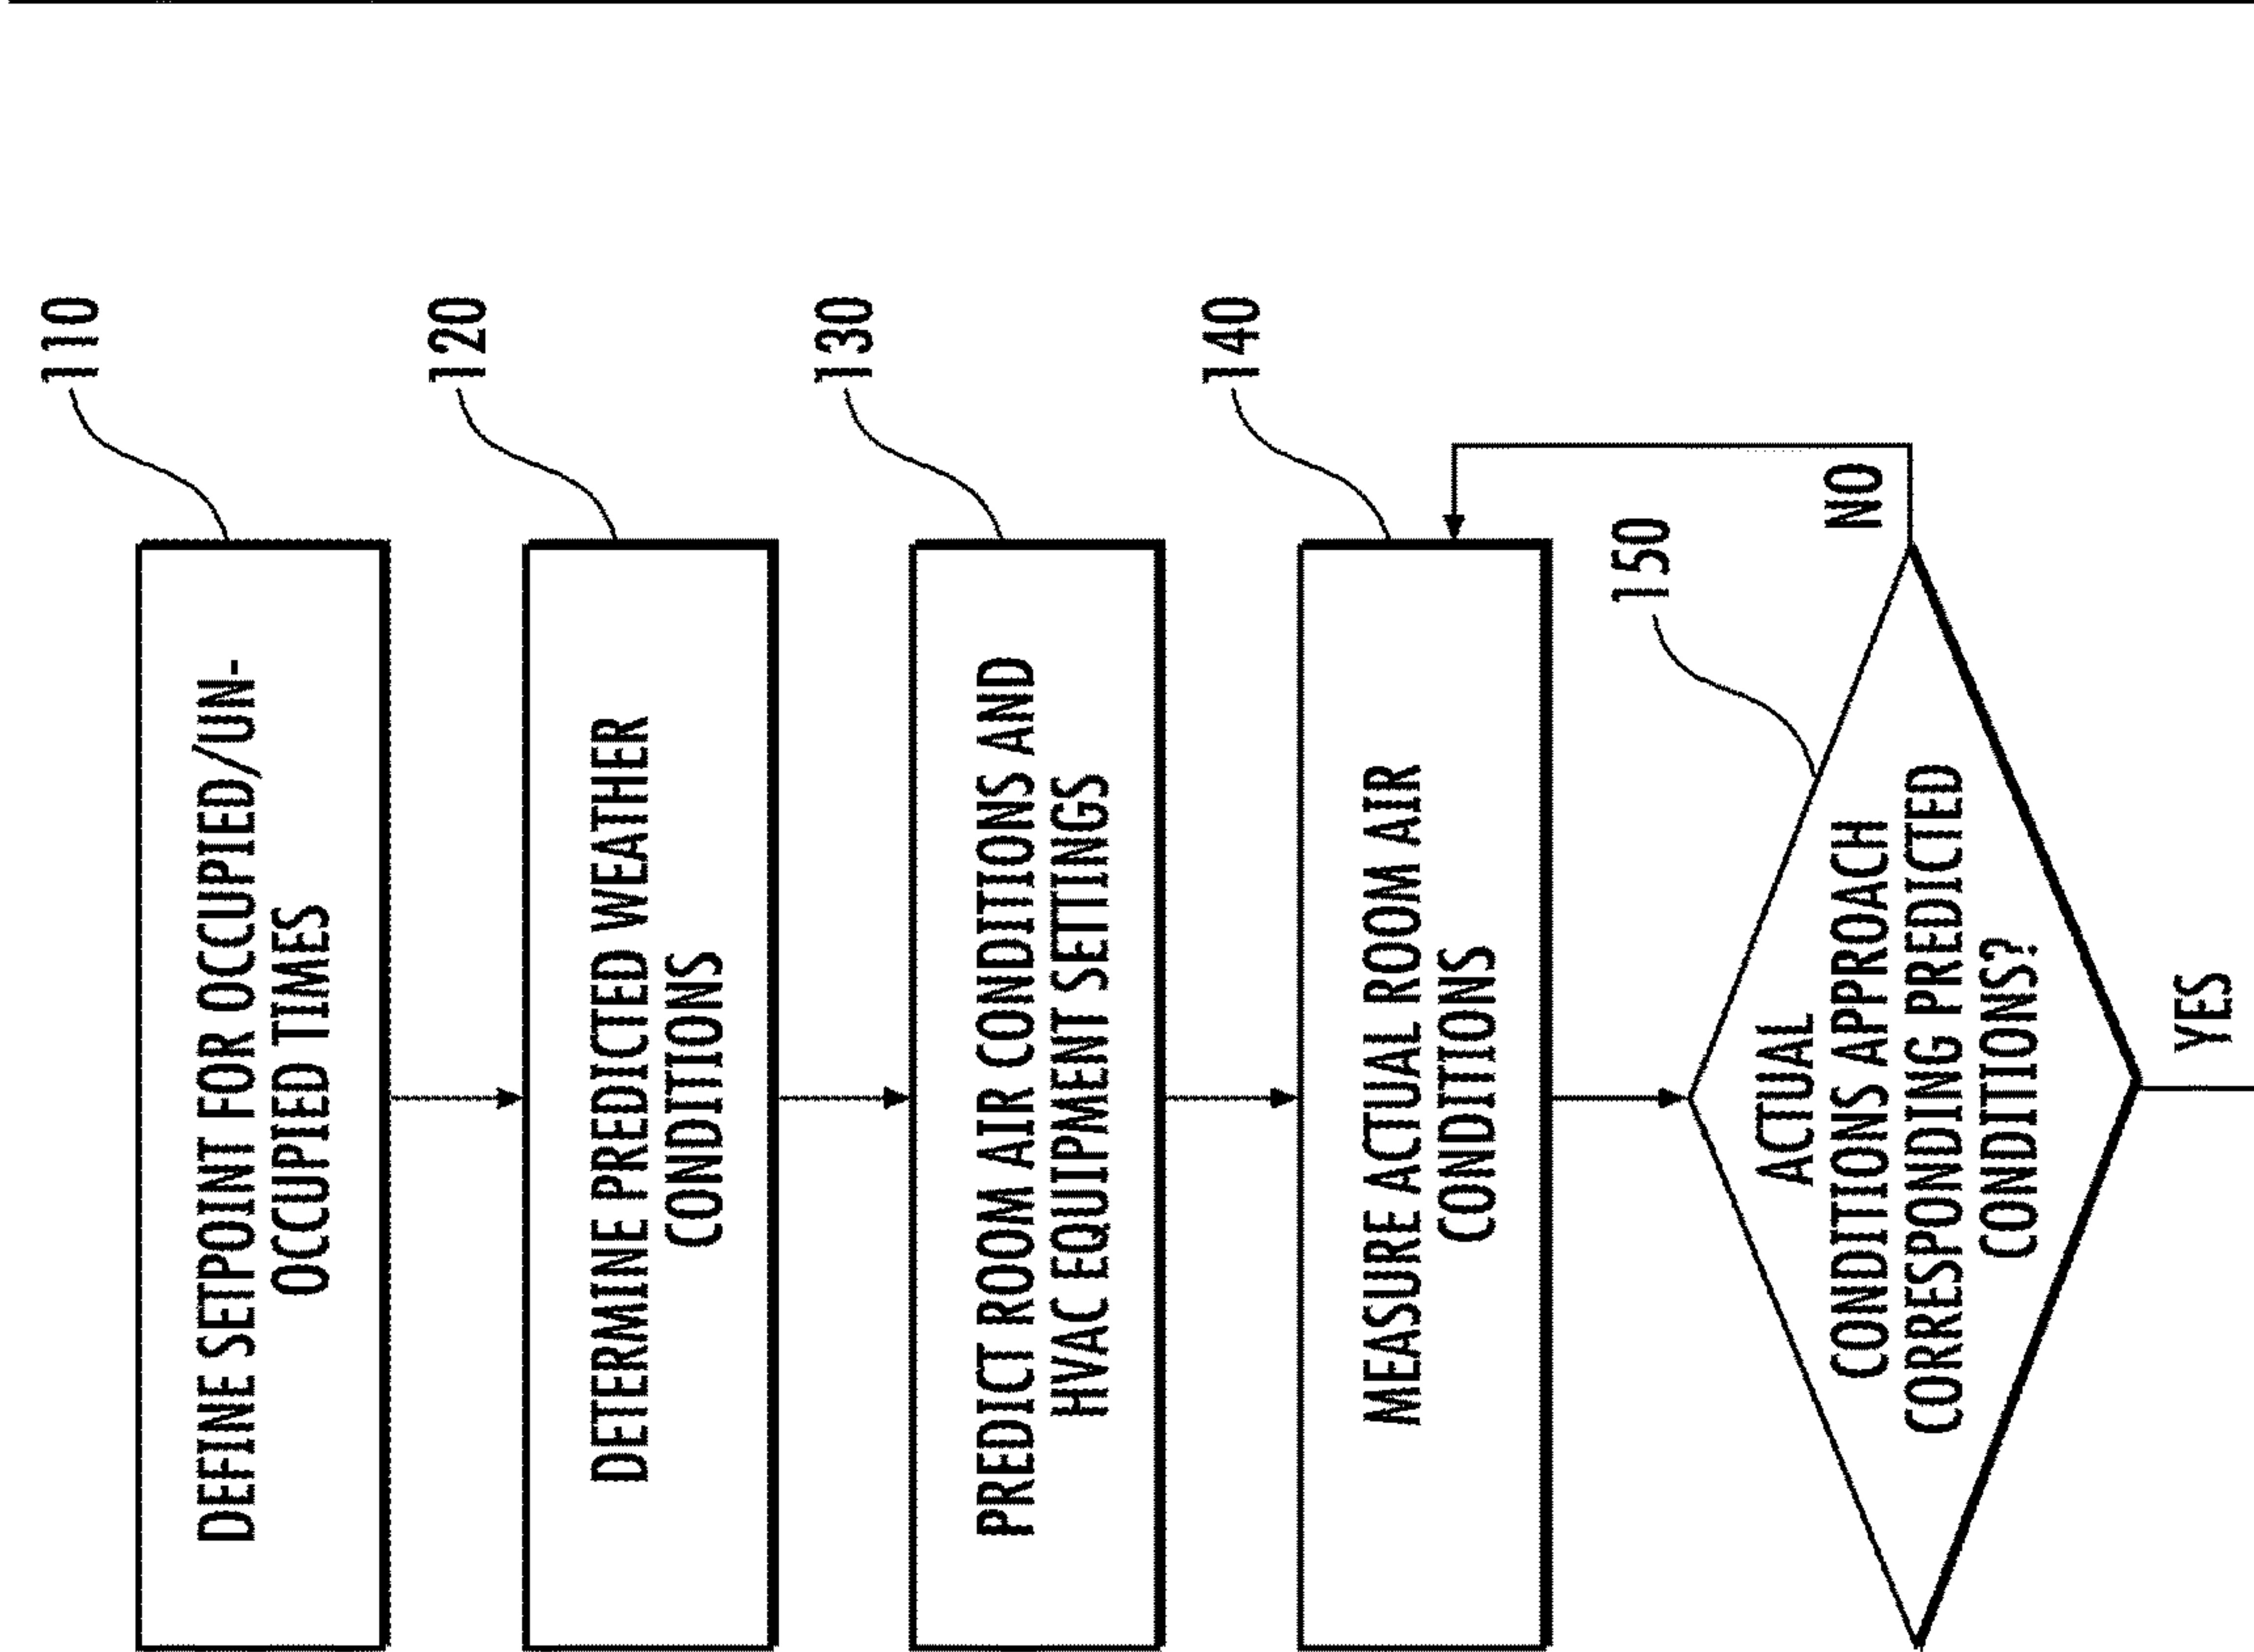 110
DEFINE SETPOINT FOR OCCUPIED/UN-
OCCUPIED TIMES
120
DETERMINE PREDICTED WEATHER
CONDITIONS
130
PREDICT ROOM AIR CONDITIONS AND
HVAC EQUIPMENT SETTINGS
140
MEASURE ACTUAL ROOM AIR
CONDITIONS
150
ACTUAL
CONDITIONS APPROACH
CORRESPONDING PREDICTED
CONDITIONS?
NO
YES